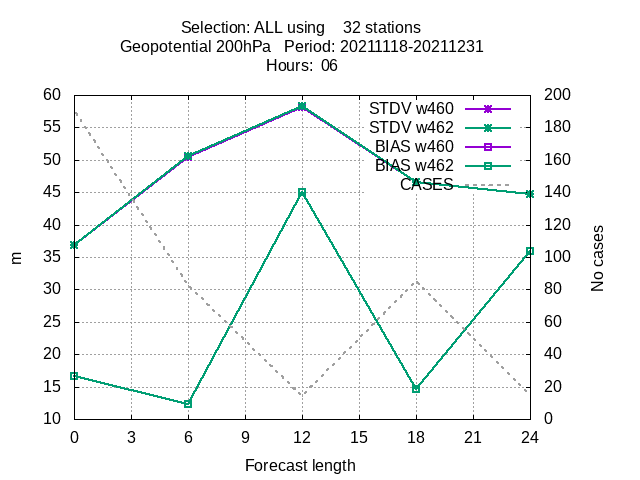 Selection: ALL using    32 stations
Geopotential 200hPa   Period: 20211118-20211231
Hours:  06
60
55
50
45
40
35
30
25
20
15
10
m
STDV w460
STDV w462
BIAS w460
BIAS w462
CASES
200
180
160
140
120
100
80
60
40
20
0
No cases
0 3 6 9 12 15 18 21 24
Forecast length